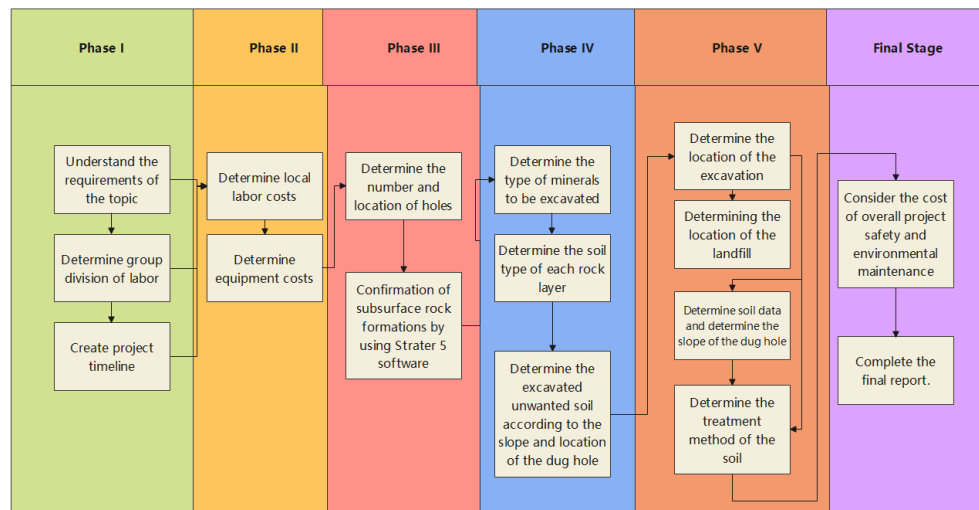 Phase I
Phase II
Phase III
Phase IV
Phase V
Final Stage
Understand the
requirements of
the topic
Determine group
division of labor
Create project
timeline
Determine local
labor costs
Determine
equipment costs
Determine the
number and
location of holes
Confirmation of
subsurface rock
formations by
using Strater 5
software
Determine the
type of minerals
to be excavated
Determine the soil
type of each rock
layer
Determine the
excavated
unwanted soil
according to the
slope and location
of the dug hole
Determine the
location of the
excavation
Determining the
location of the
landfill
Determine soil data
and determine the
slope of the dug hole
Determine the
treatment
method of the
soil
Consider the cost
of overall project
safety and
environmental
maintenance
Complete the
final report.